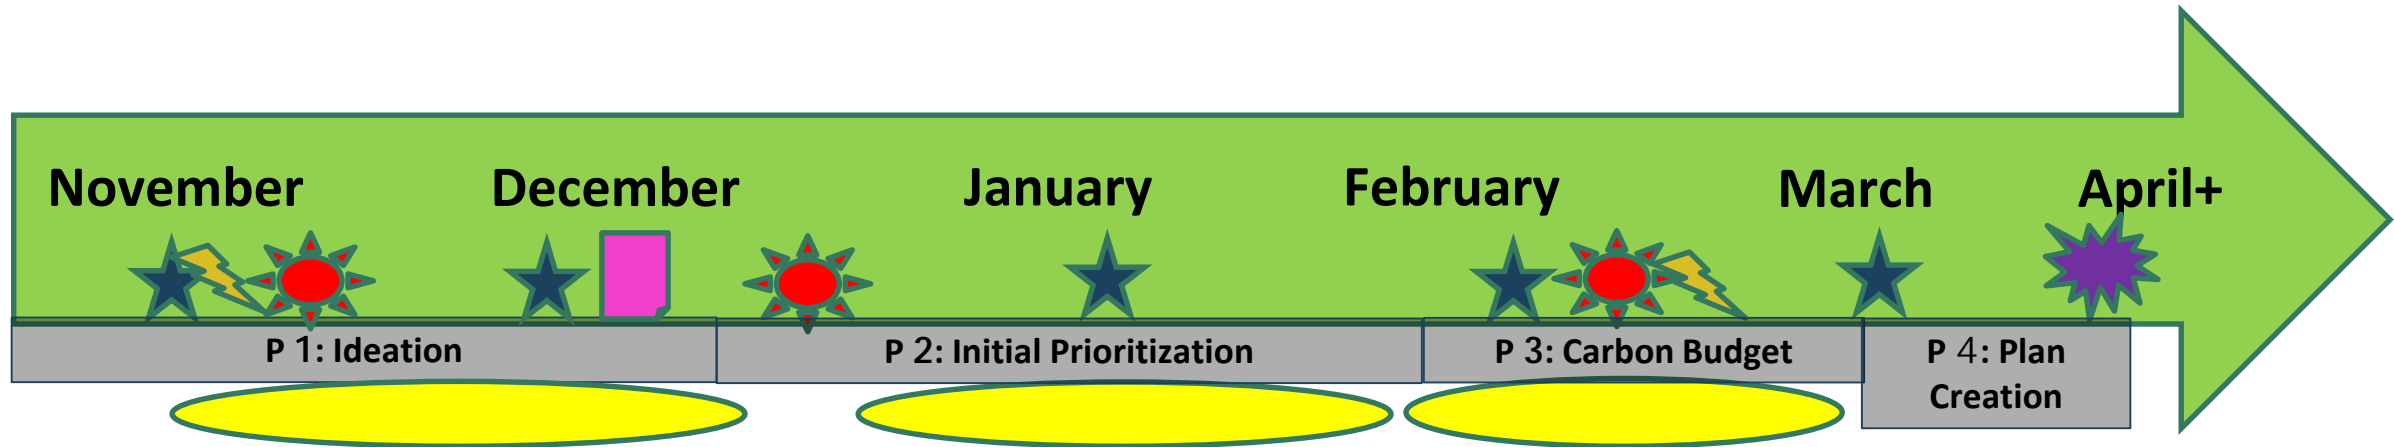 November December January February March April+
P 1: Ideation
P 2: Initial Prioritization
P 3: Carbon Budget
P 4: Plan
Creation